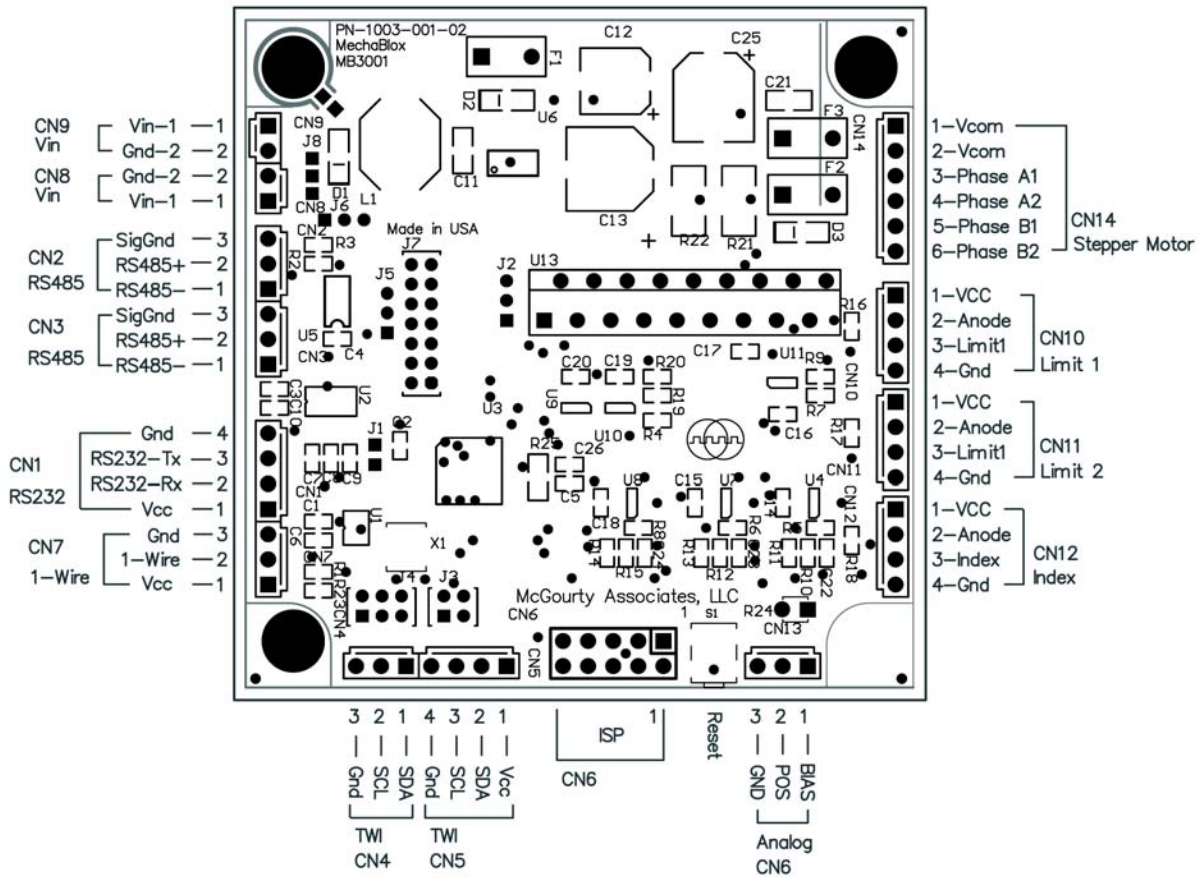 PN-1003-001-02
MechaBlox
MB3001
F1
C12
C25
C21
D2
U6
F3
CN14
F2
CN9
J8
D1
CN8
J6
L1
C11
C13
R22
R21
D3
Made in USA
CN2
R3
R2
J7
J5
J2
U13
R16
U5
CN3
C4
C17
U11
R9
CN10
C20
C19
R20
R19
U9
U10
R4
R7
C16
R17
CN11
C3
C10
U2
U3
J1
R25
C26
C5
C7
C8
C9
CN1
C1
C6
U1
X1
U8
C15
U7
U4
C18
R14
R15
R13
R12
R6
R11
R10
CN12
R18
R23
CN4
J4
J3
CN6
McGourty Associates, LLC
1
S1
R24
CN13
CN5
CN9
Vin
Vin-1 — 1
Gnd-2 — 2
CN8
Vin
Gnd-2 — 2
Vin-1 — 1
CN2
RS485
SigGnd — 3
RS485+ — 2
RS485- — 1
CN3
RS485
SigGnd — 3
RS485+ — 2
RS485- — 1
CN1
RS232
Gnd — 4
RS232-Tx — 3
RS232-Rx — 2
Vcc — 1
CN7
1-Wire
Gnd — 3
1-Wire — 2
Vcc — 1
1-Vcom
2-Vcom
3-Phase A1
4-Phase A2
5-Phase B1
6-Phase B2
CN14
Stepper Motor
1-VCC
2-Anode
3-Limit1
4-Gnd
CN10
Limit 1
1-VCC
2-Anode
3-Limit1
4-Gnd
CN11
Limit 2
1-VCC
2-Anode
3-Index
4-Gnd
CN12
Index
3 — Gnd
2 — SCL
1 — SDA
TWI
CN4
4 — Gnd
3 — SCL
2 — SDA
1 — Vcc
TWI
CN5
1
ISP
CN6
Reset
3 — GND
2 — POS
1 — BIAS
Analog
CN6